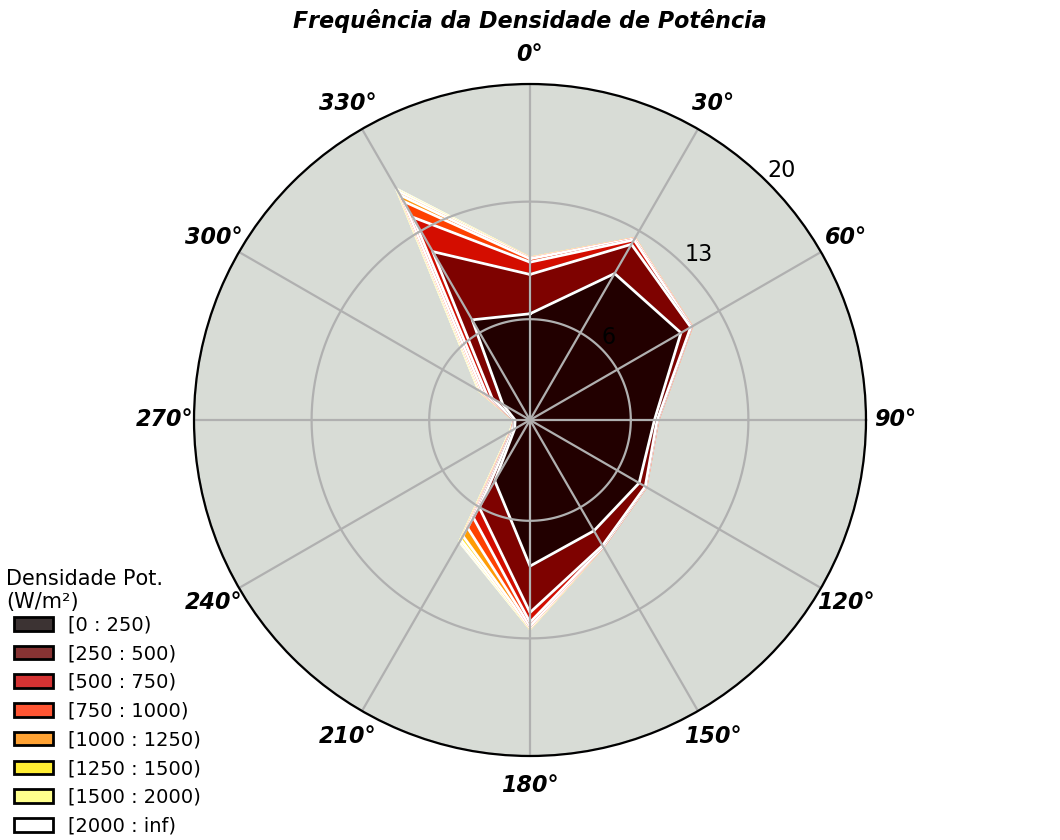 Frequência da Densidade de Potência
0°
330°
30°
20
300°
60°
13
6
270°
90°
240°
120°
210°
150°
180°
Densidade Pot.
(W/m²)
[0 : 250)
[250 : 500)
[500 : 750)
[750 : 1000)
[1000 : 1250)
[1250 : 1500)
[1500 : 2000)
[2000 : inf)